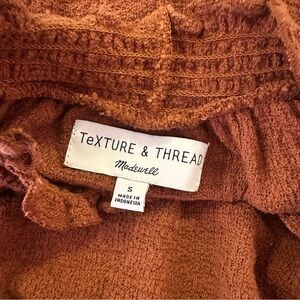 TeXTURE & THREAD
Madewell
S
MADE IN
INDONESIA